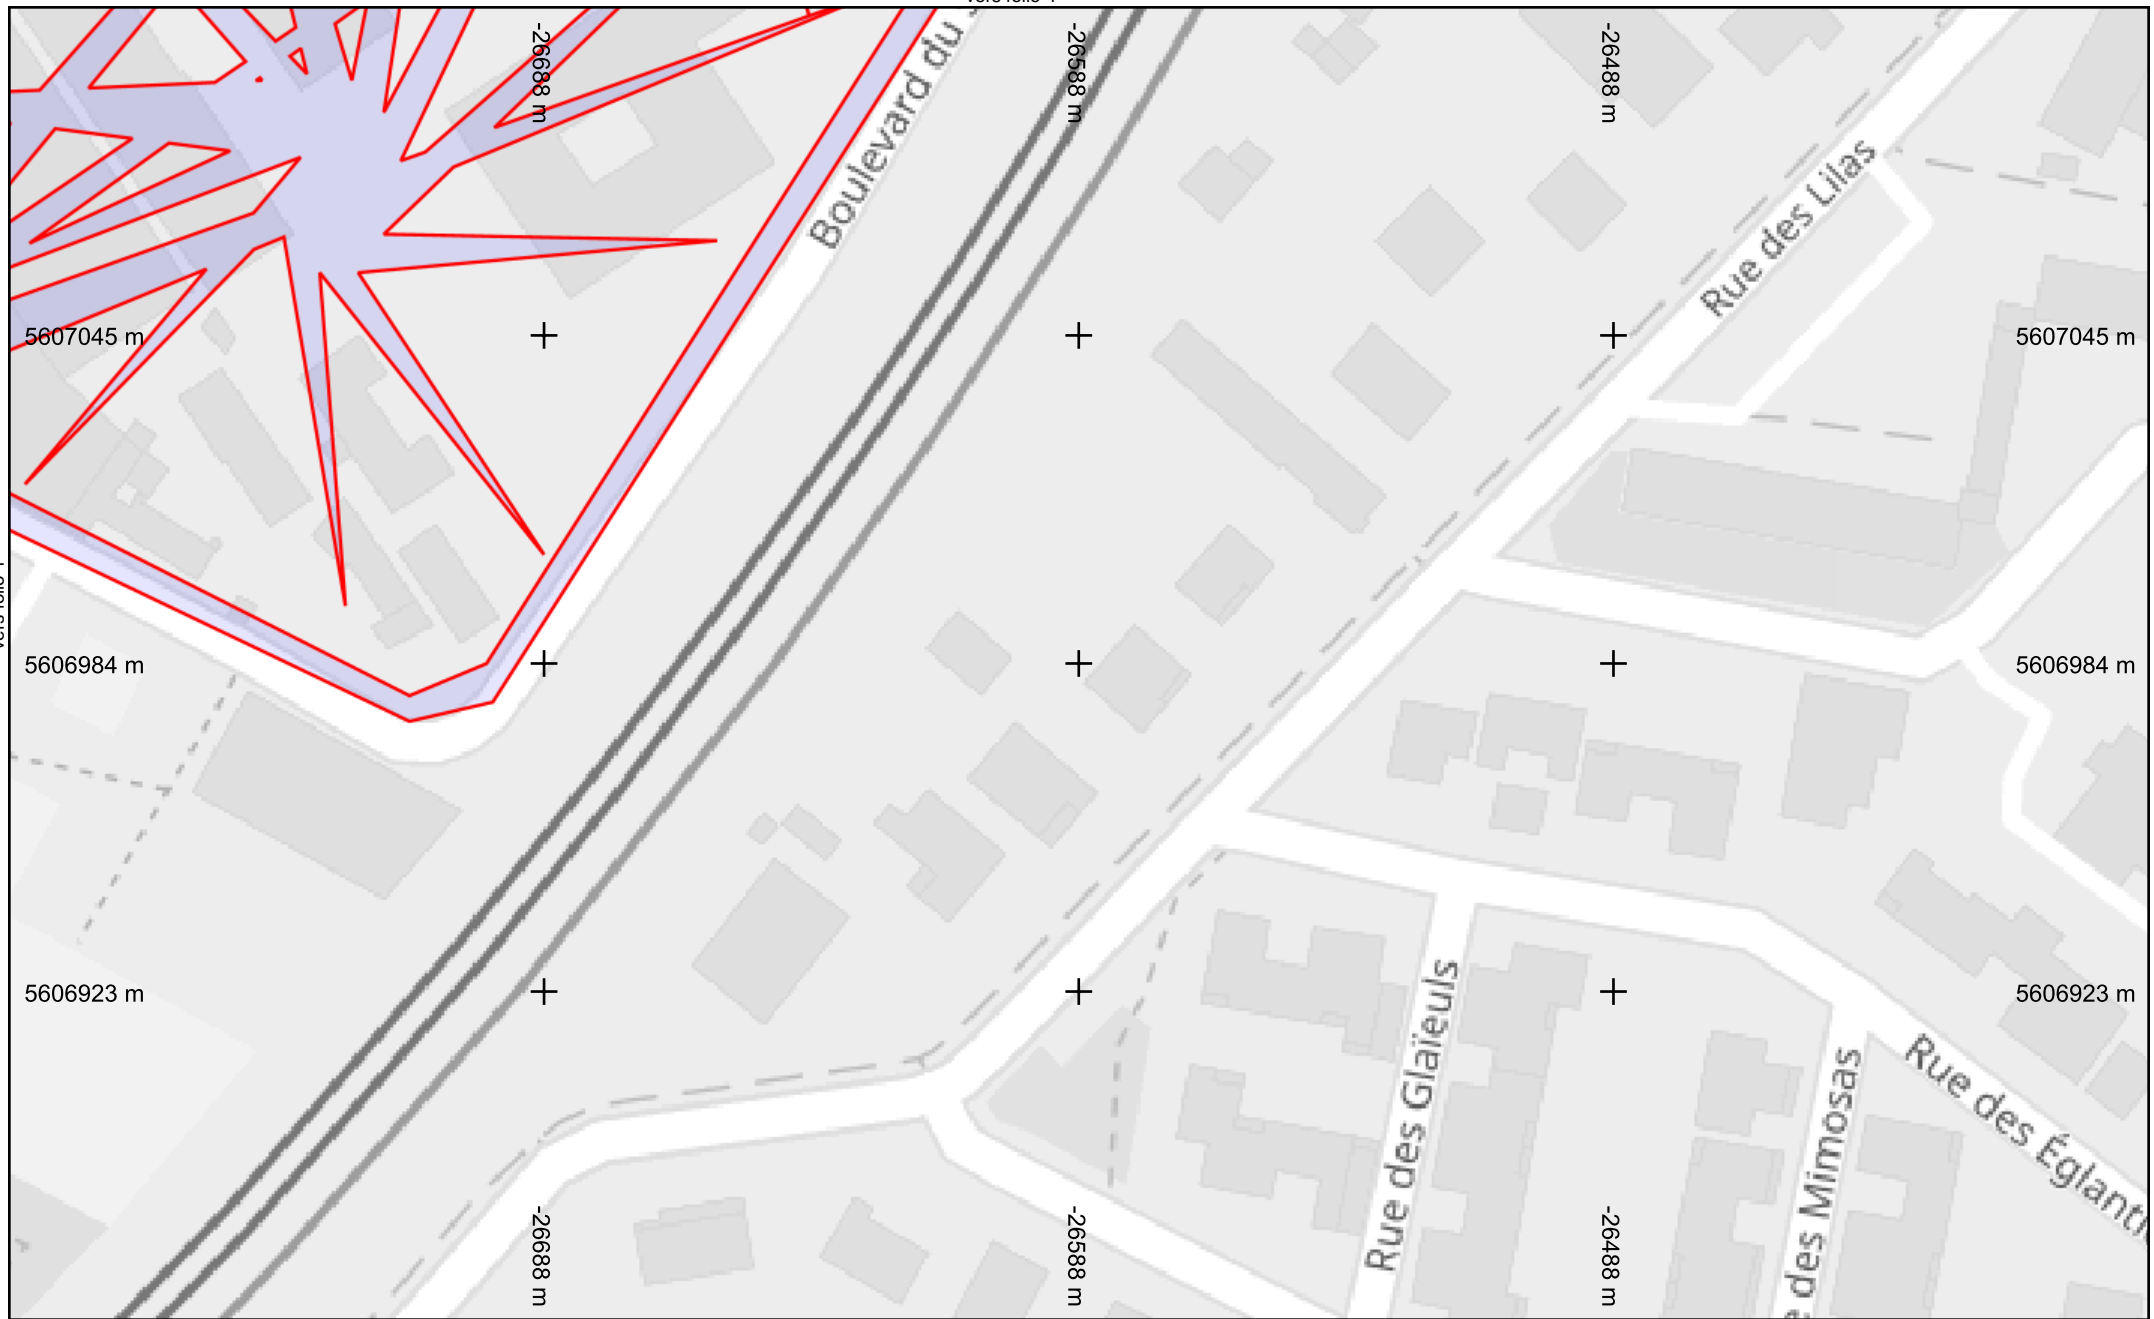 -26688 m
-26588 m
-26488 m
Boulevard du
Rue des Lilas
5607045 m
5607045 m
5606984 m
5606984 m
5606923 m
5606923 m
Rue des Glaïeuls
des Mimosas
Rue des
-26688 m
-26588 m
-26488 m